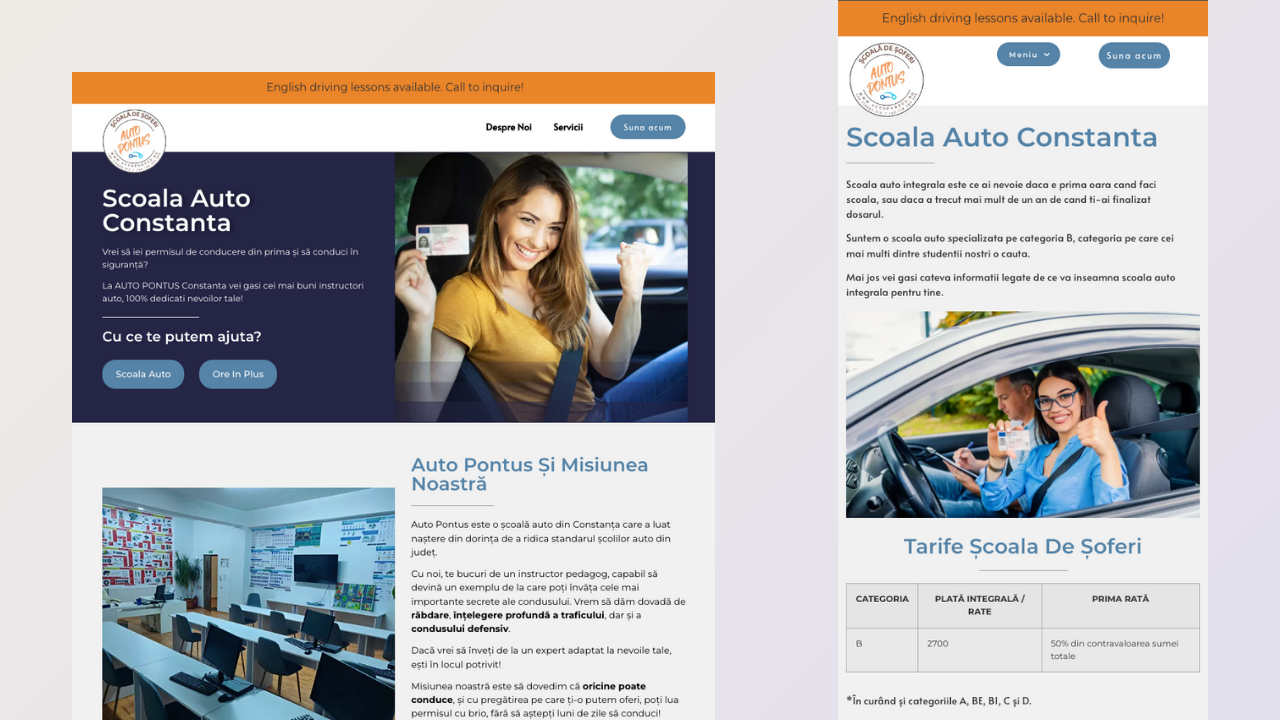 English driving lessons available. Call to inquire!
ȘCOALĂ DE ȘOFERI
AUTO
PONTUS
Despre Noi
Servicii
Suna acum
Scoala Auto
Constanta
Vrei să iei permisul de conducere din prima și să conduci în
siguranță?
La AUTO PONTUS Constanta vei gasi cei mai buni instructori
auto, 100% dedicati nevoilor tale!
Cu ce te putem ajuta?
Scoala Auto
Ore In Plus
Auto Pontus Și Misiunea
Noastră
Auto Pontus este o școală auto din Constanța care a luat
naștere din dorința de a ridica standarul școlilor auto din
județ.
Cu noi, te bucuri de un instructor pedagog, capabil să
devină un exemplu de la care poți învăța cele mai
importante secrete ale condusului. Vrem să dăm dovadă de
răbdare, înțelegere profundă a traficului, dar și a
condusului defensiv.
Dacă vrei să înveți de la un expert adaptat la nevoile tale,
ești în locul potrivit!
Misiunea noastră este să dovedim că oricine poate
conduce, și cu pregătirea pe care ți-o putem oferi, poți lua
permisul cu brio, fără să aștepți luni de zile să conduci!
English driving lessons available. Call to inquire!
ȘCOALĂ DE ȘOFERI
AUTO
PONTUS
Meniu
Suna acum
Scoala Auto Constanta
Scoala auto integrala este ce ai nevoie daca e prima oara cand faci
scoala, sau daca a trecut mai mult de un an de cand ti-ai finalizat
dosarul.
Suntem o scoala auto specializata pe categoria B, categoria pe care cei
mai multi dintre studentii nostri o cauta.
Mai jos vei gasi cateva informatii legate de ce va inseamna scoala auto
integrala pentru tine.
Tarife Școala De Șoferi
CATEGORIA
PLATĂ INTEGRALĂ /
RATE
PRIMA RATĂ
B
2700
50% din contravaloarea sumei
totale
*În curând și categoriile A, BE, B1, C și D.